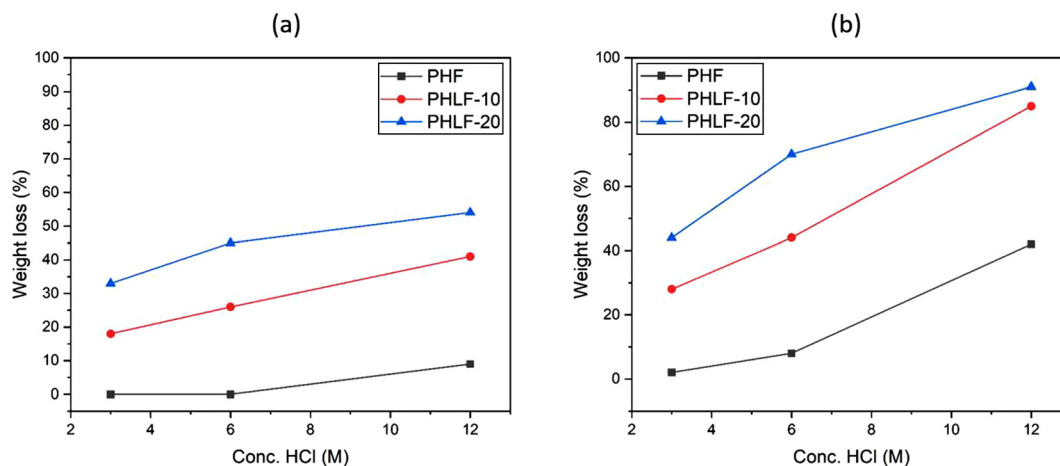 (a)
100
90
80
70
60
50
40
30
20
10
0
Weight loss (%)
PHF
PHLF-10
PHLF-20
2 4 6 8 10 12
Conc. HCl (M)
(b)
100
80
60
40
20
0
Weight loss (%)
PHF
PHLF-10
PHLF-20
2 4 6 8 10 12
Conc. HCl (M)